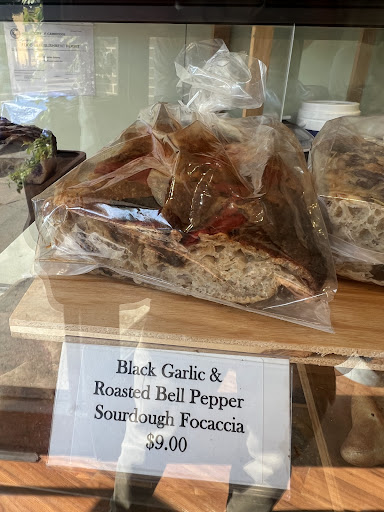 Black Garlic &
Roasted Bell Pepper
Sourdough Focaccia
$9.00